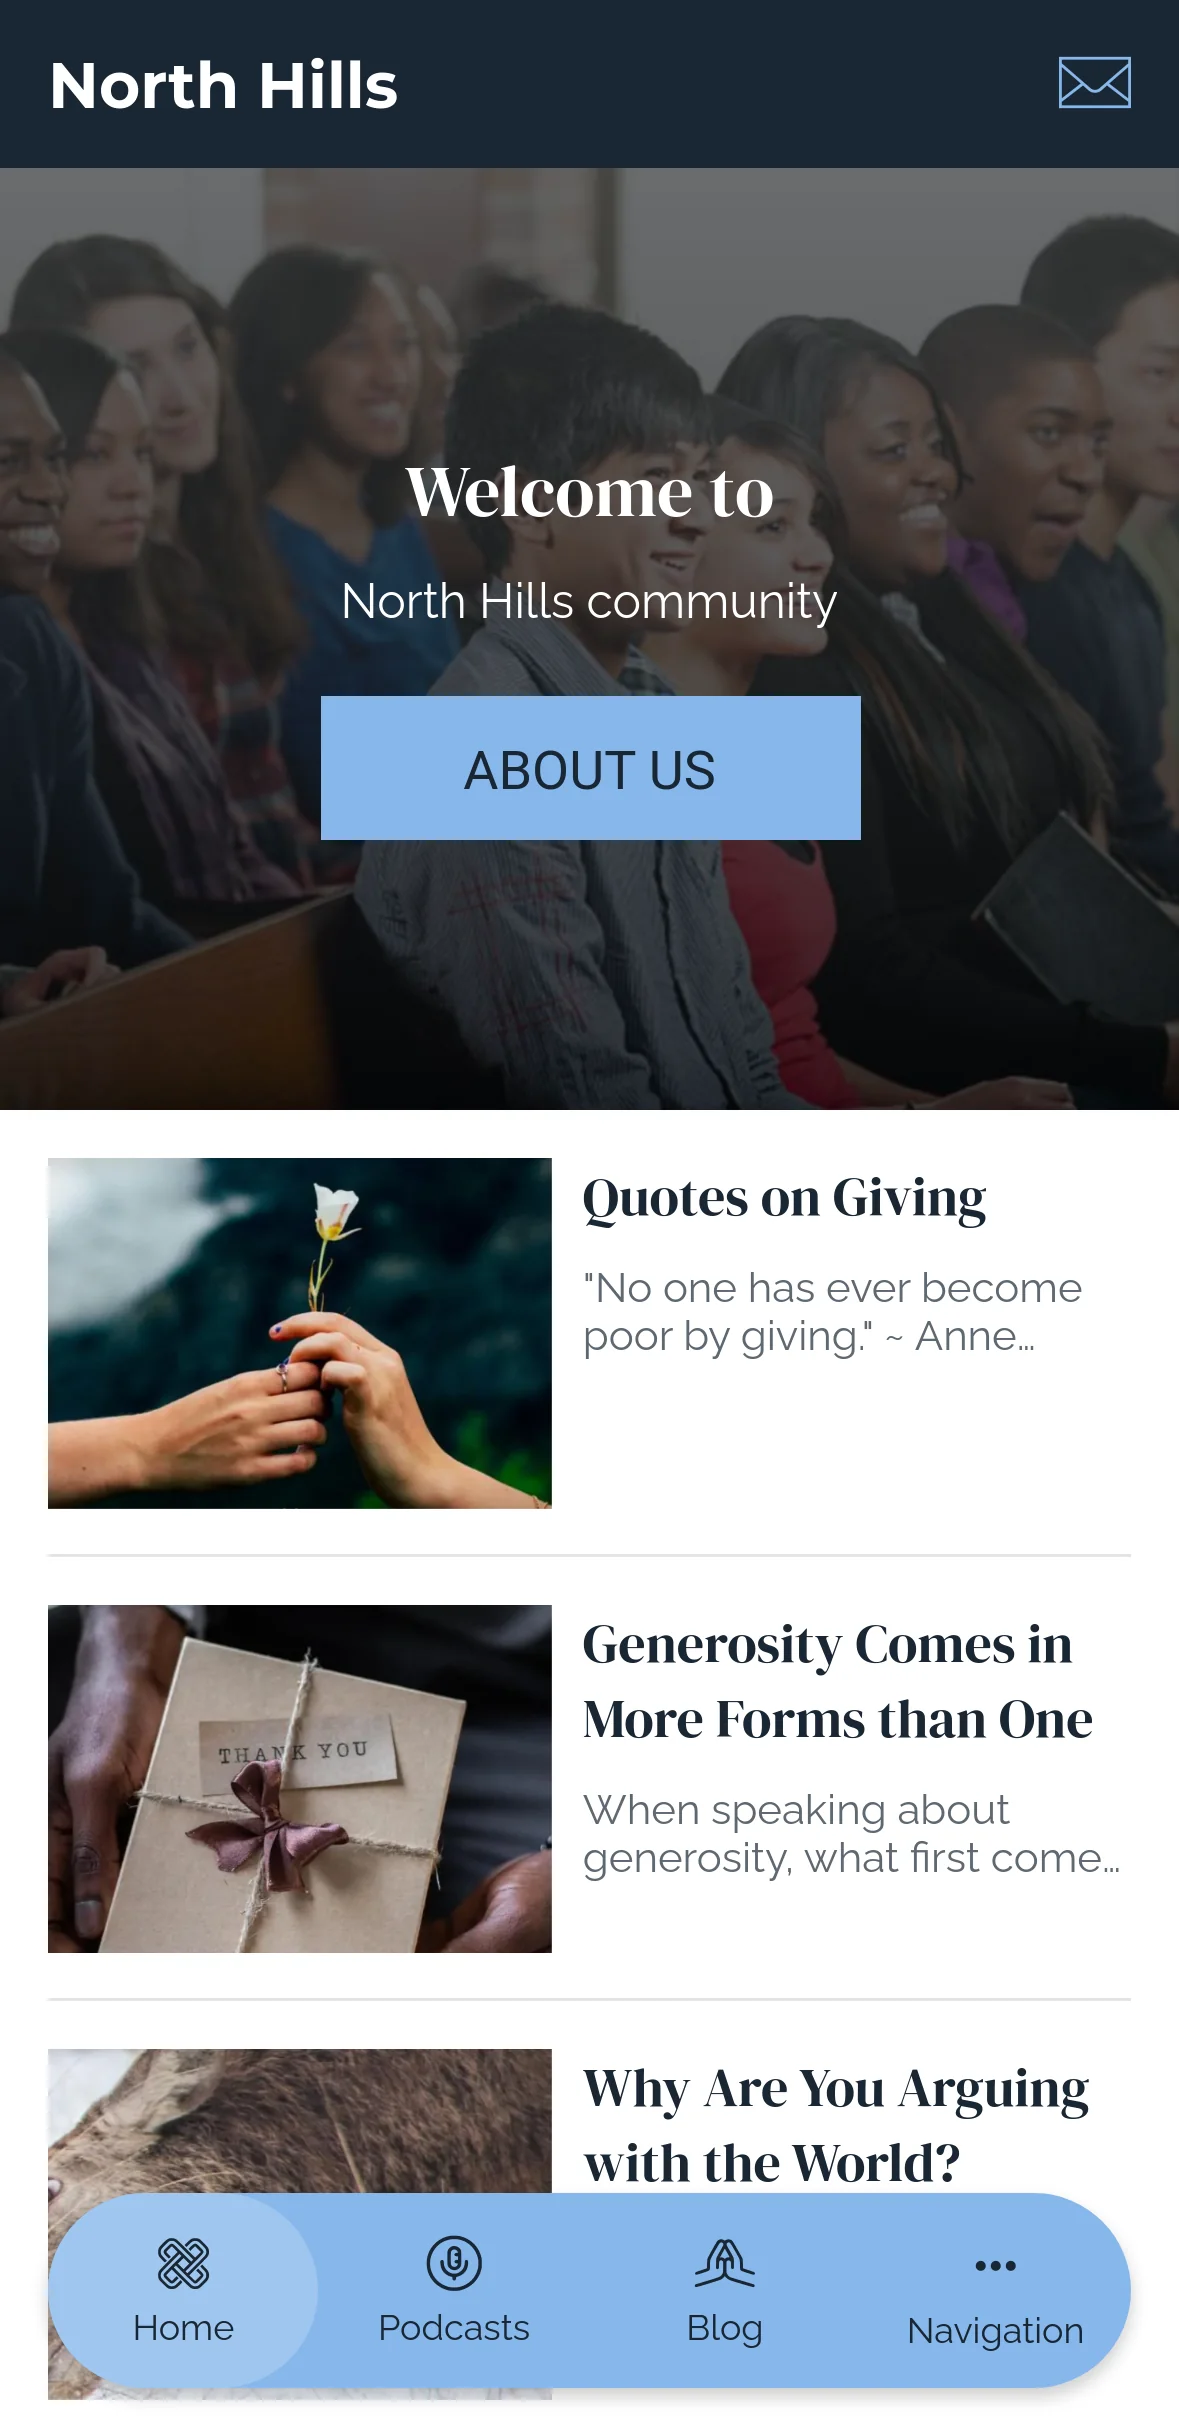 North Hills
Welcome to
North Hills community
ABOUT US
Quotes on Giving
"No one has ever become
poor by giving." ~ Anne...
Generosity Comes in
More Forms than One
THANK YOU
When speaking about
generosity, what first come...
Why Are You Arguing
with the World?
Home
Podcasts
Blog
Navigation